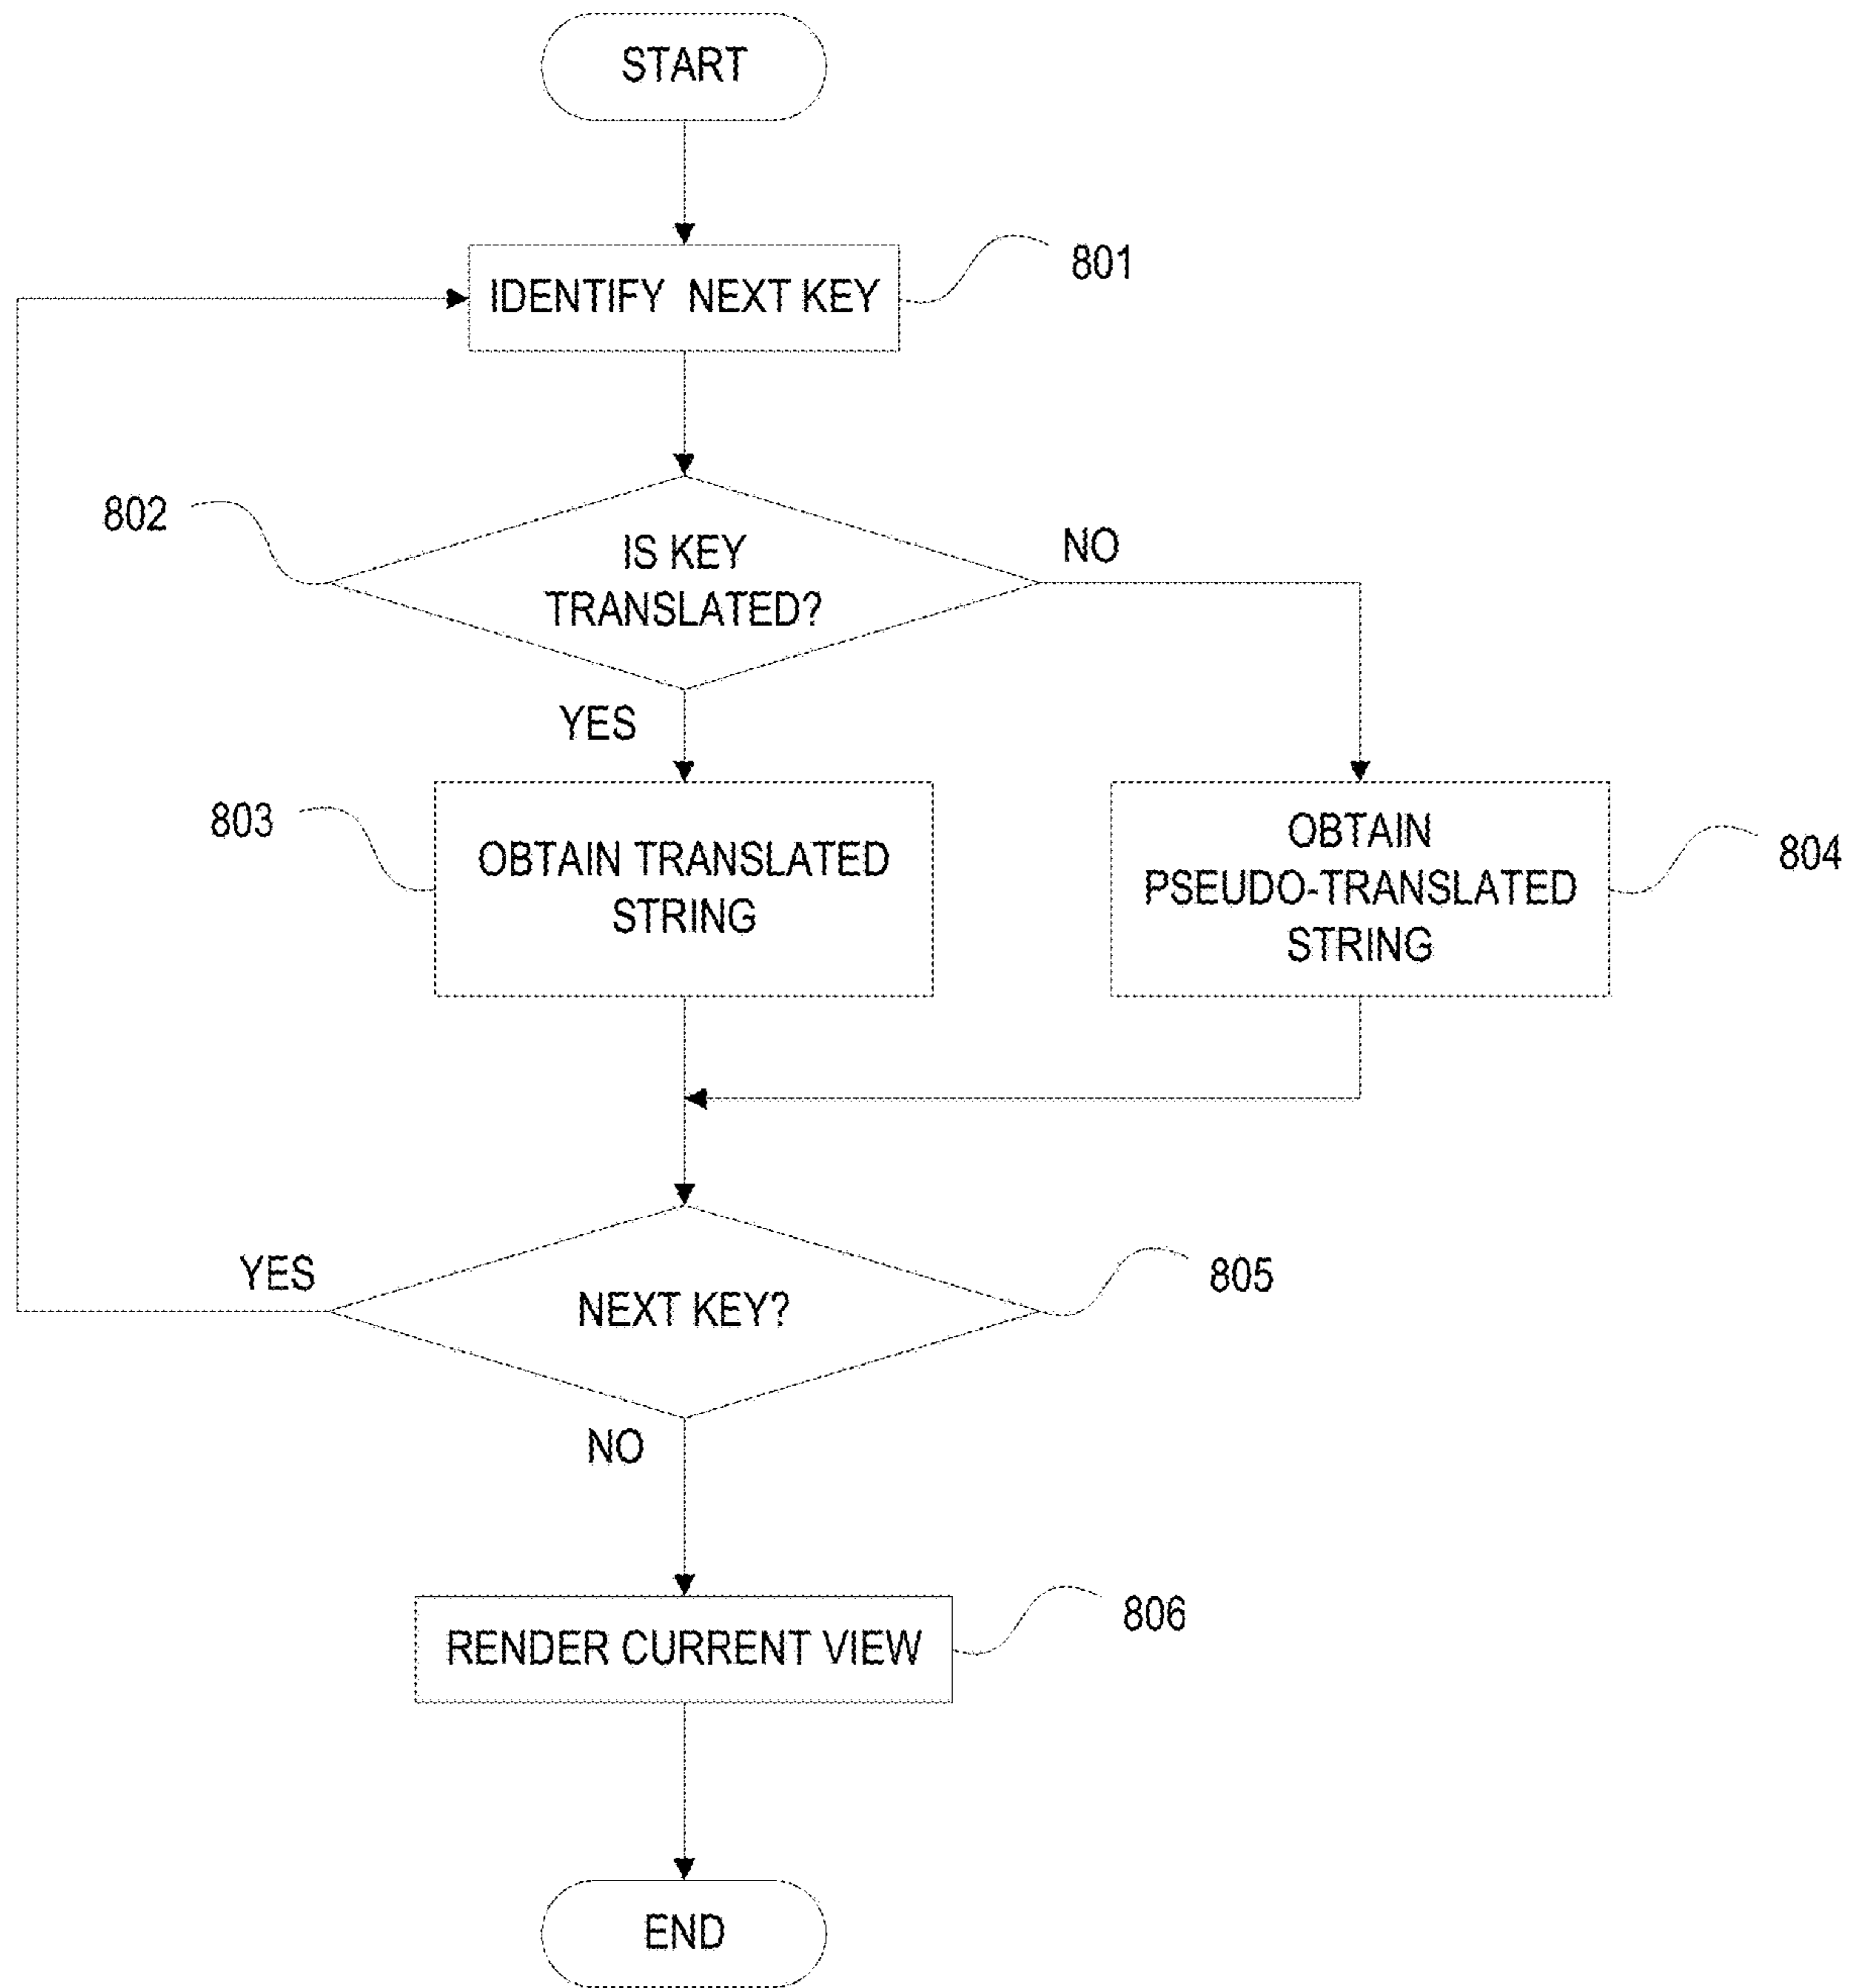 START
IDENTIFY NEXT KEY
801
802
IS KEY
TRANSLATED?
NO
YES
803
OBTAIN TRANSLATED
STRING
OBTAIN
PSEUDO-TRANSLATED
STRING
804
YES
NEXT KEY?
805
NO
RENDER CURRENT VIEW
806
END